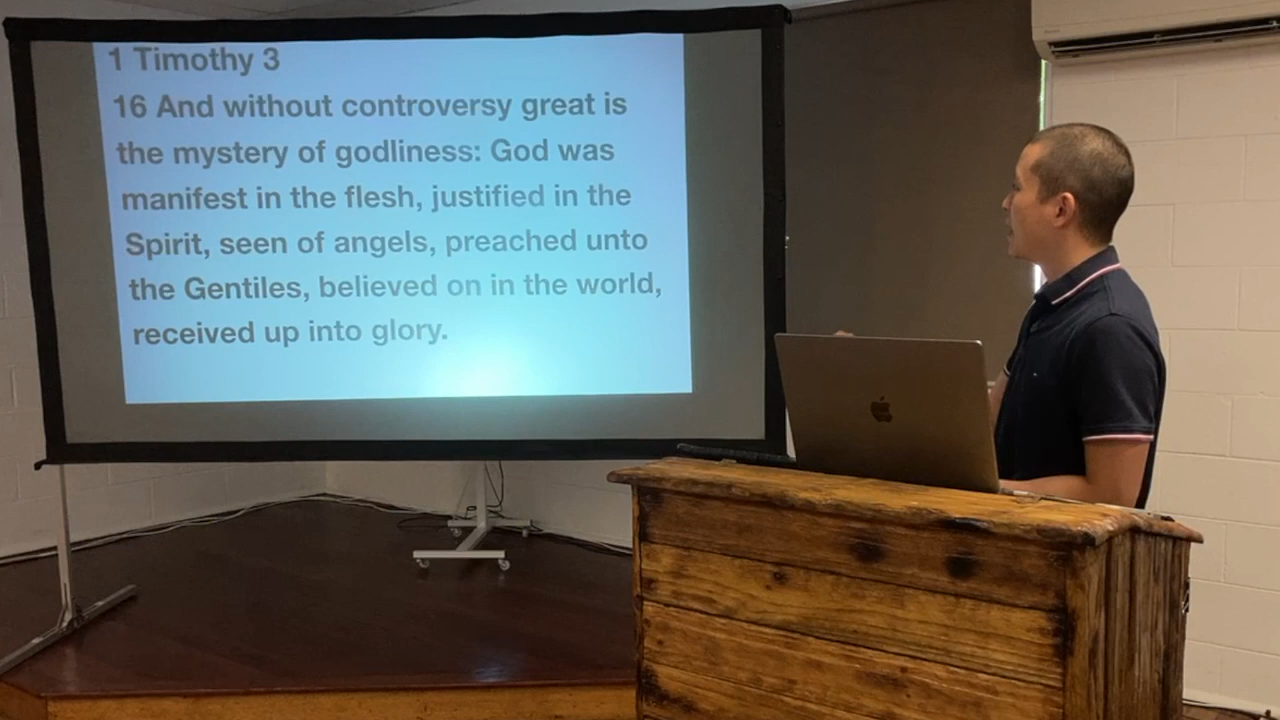 1 Timothy 3
16 And without controversy great is
the mystery of godliness: God was
manifest in the flesh, justified in the
Spirit, seen of angels, preached unto
the Gentiles, believed on in the world,
received up into glory.